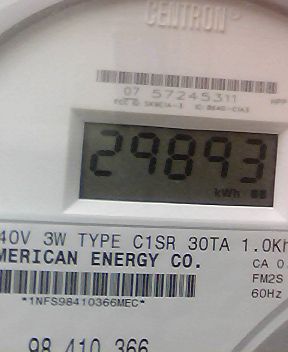 CENTRON®
07 57245311
29893
kWh
40V 3W TYPE C1SR 30TA 1.0Kh
MERICAN ENERGY CO.
CA 0.
FM2S
60Hz
*1NFS98410366MEC*
98 410 366